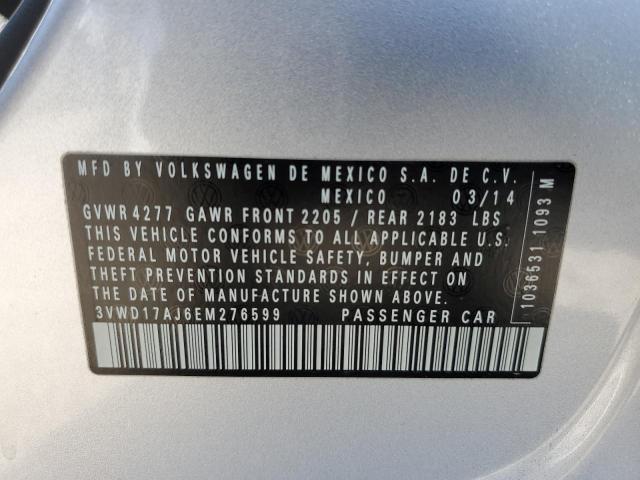 MFD BY VOLKSWAGEN DE MEXICO S.A. DE C.V.
MEXICO 03/14
GVWR 4277 GAWR FRONT 2205 / REAR 2183 LBS
THIS VEHICLE CONFORMS TO ALL APPLICABLE U.S.
FEDERAL MOTOR VEHICLE SAFETY, BUMPER AND
THEFT PREVENTION STANDARDS IN EFFECT ON
THE DATE OF MANUFACTURE SHOWN ABOVE.
3VWD17AJ6EM276599 PASSENGER CAR
1036531 1093 M